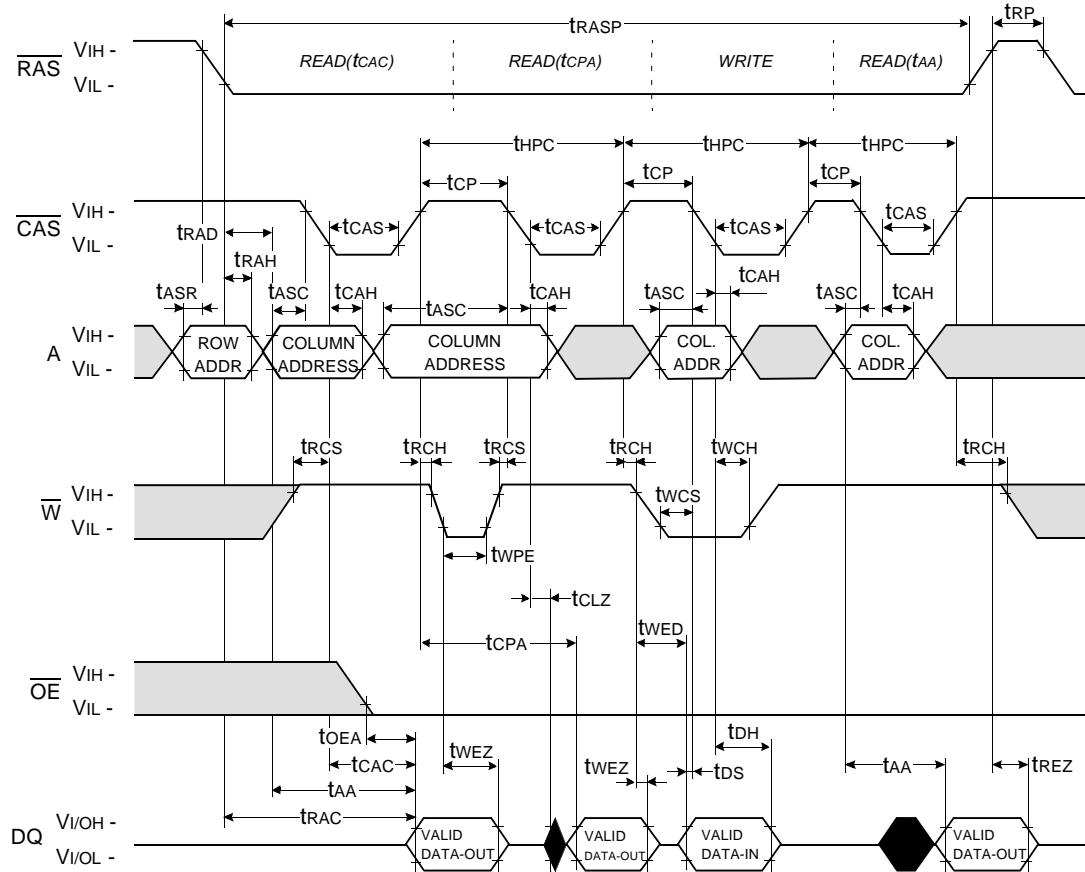 tRASP
tRP
RAS
VIH -
VIL -
READ(tCAC)
READ(tCPA)
WRITE
READ(tAA)
tHPC
tHPC
tHPC
tCP
tCP
tCP
CAS
VIH -
VIL -
tCAS
tCAS
tCAS
tCAS
tRAD
tRAH
tASR
tASC
tCAH
tASC
tCAH
tASC
tCAH
tASC
tCAH
A
VIH -
VIL -
ROW
ADDR
COLUMN
ADDRESS
COLUMN
ADDRESS
COL.
ADDR
COL.
ADDR
tRCS
tRCH
tRCS
tRCH
tWCH
tRCH
W
VIH -
VIL -
tWCS
tWPE
tCLZ
tCPA
tWED
OE
VIH -
VIL -
tOEA
tCAC
tAA
tRAC
tWEZ
tWEZ
tDH
tDS
tAA
tREZ
DQ
VI/OH -
VI/OL -
VALID
DATA-OUT
VALID
DATA-OUT
VALID
DATA-IN
VALID
DATA-OUT